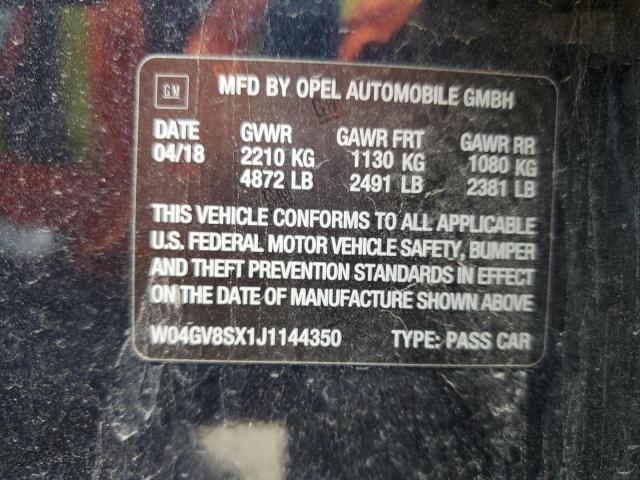 GM MFD BY OPEL AUTOMOBILE GMBH
DATE GVWR GAWR FRT GAWR RR
04/18 2210 KG 1130 KG 1080 KG
4872 LB 2491 LB 2381 LB
THIS VEHICLE CONFORMS TO ALL APPLICABLE
U.S. FEDERAL MOTOR VEHICLE SAFETY, BUMPER
AND THEFT PREVENTION STANDARDS IN EFFECT
ON THE DATE OF MANUFACTURE SHOWN ABOVE
W04GV8SX1J1144350 TYPE: PASS CAR